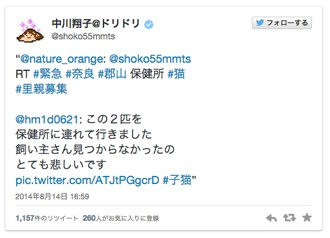 中川翔子@ドリドリ
@shoko55mmts
フォローする
“@nature_orange: @shoko55mmts
RT #緊急 #奈良 #郡山 保健所 #猫
#里親募集
@hm1d0621: この２匹を
保健所に連れて行きました
飼い主さん見つからなかったの
とても悲しいです
pic.twitter.com/ATJtPGgcrD #子猫”
2014年8月14日 16:59
1,157件のリツイート 260人がお気に入りに登録